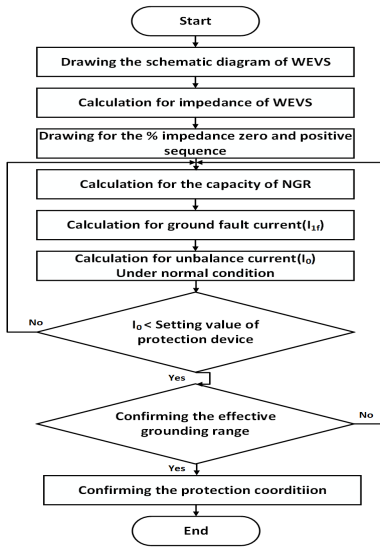 Start
Drawing the schematic diagram of WEVS
Calculation for impedance of WEVS
Drawing for the % impedance zero and positive
sequence
Calculation for the capacity of NGR
Calculation for ground fault current(I1f)
Calculation for unbalance current(I0)
Under normal condition
No
I0 < Setting value of
protection device
Yes
Confirming the effective
grounding range
No
Yes
Confirming the protection coorditiion
End